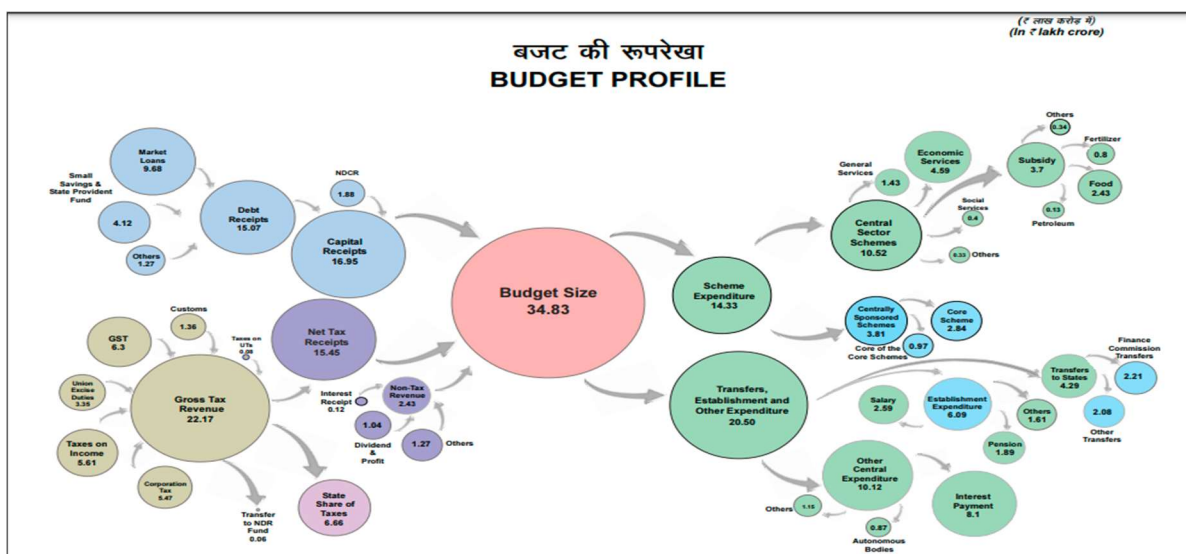 (₹ लाख करोड़ में)
(In ₹ lakh crore)
बजट की रूपरेखा
BUDGET PROFILE
Market
Loans
9.68
Small
Savings &
State Provident
Fund
4.12
Others
1.27
Debt
Receipts
15.07
NDCR
1.88
Capital
Receipts
16.95
Customs
1.36
GST
6.3
Taxes on
UTs
0.08
Union
Excise
Duties
3.35
Gross Tax
Revenue
22.17
Taxes on
Income
5.61
Corporation
Tax
5.47
Transfer
to NDR
Fund
0.06
State
Share of
Taxes
6.66
Net Tax
Receipts
15.45
Interest
Receipt
0.12
Non-Tax
Revenue
2.43
1.04
Dividend
&
Profit
1.27
Others
Budget Size
34.83
Scheme
Expenditure
14.33
Transfers,
Establishment and
Other Expenditure
20.50
General
Services
1.43
Economic
Services
4.59
Central
Sector
Schemes
10.52
Social
Services
0.4
0.33
Others
Others
0.34
Subsidy
3.7
Fertilizer
0.8
Food
2.43
0.13
Petroleum
Centrally
Sponsored
Schemes
3.81
Core
Scheme
2.84
0.97
Core of the
Core Schemes
Transfers
to States
4.29
Finance
Commission
Transfers
2.21
2.08
Other
Transfers
Salary
2.59
Establishment
Expenditure
6.09
Others
1.61
Pension
1.89
Other
Central
Expenditure
10.12
Interest
Payment
8.1
Others
1.15
0.87
Autonomous
Bodies